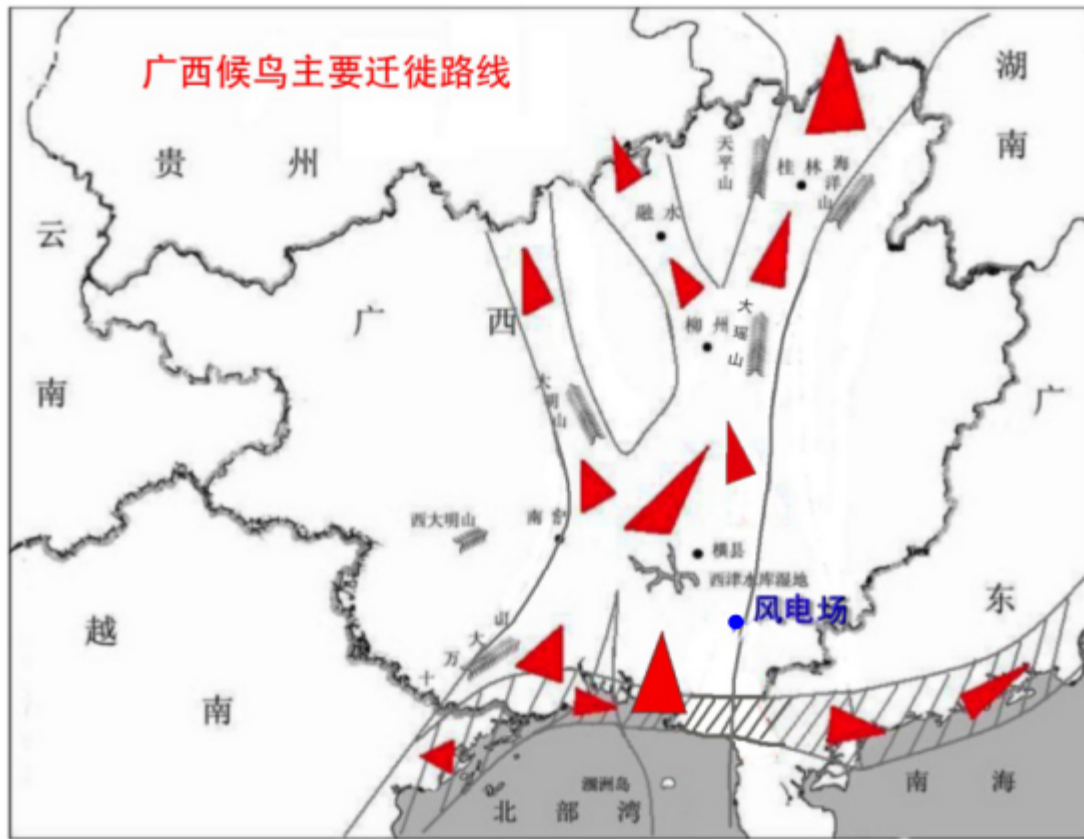 广西候鸟主要迁徙路线
湖南
贵州
天平山
桂林
海洋山
融水
云南
广西
柳州
大瑶山
大明山
广东
西大明山
南宁
横县
西津水库湿地
风电场
越南
十万大山
涠洲岛
北部湾
南海